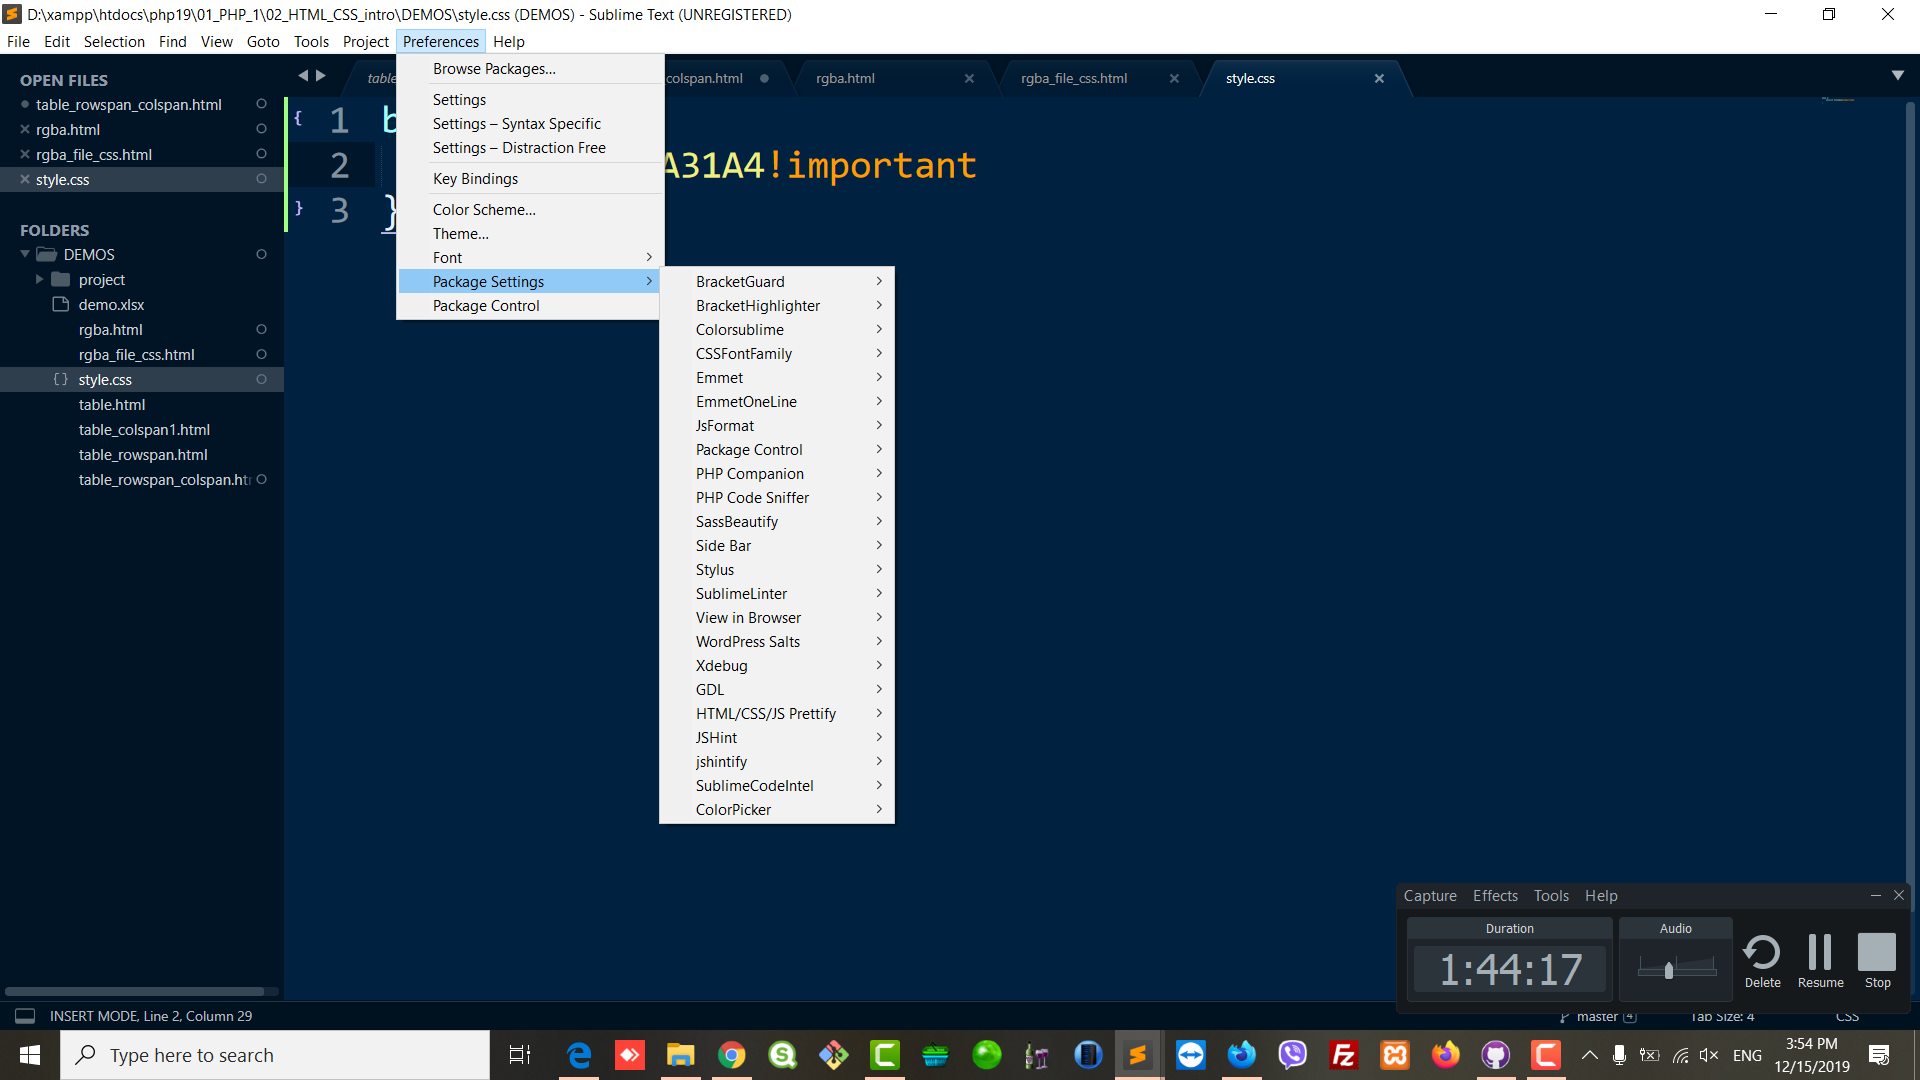 D:\xampp\htdocs\php19\01_PHP_1\02_HTML_CSS_intro\DEMOS\style.css (DEMOS) - Sublime Text (UNREGISTERED)
File Edit Selection Find View Goto Tools Project Preferences Help
OPEN FILES
table_rowspan_colspan.html
rgba.html
rgba_file_css.html
style.css
FOLDERS
DEMOS
project
demo.xlsx
rgba.html
rgba_file_css.html
style.css
table.html
table_colspan1.html
table_rowspan.html
table_rowspan_colspan.ht
table
colspan.html
rgba.html
rgba_file_css.html
style.css
{ 1 b
2 A31A4!important
} 3 }
Browse Packages...
Settings
Settings – Syntax Specific
Settings – Distraction Free
Key Bindings
Color Scheme...
Theme...
Font
Package Settings
Package Control
BracketGuard
BracketHighlighter
Colorsublime
CSSFontFamily
Emmet
EmmetOneLine
JsFormat
Package Control
PHP Companion
PHP Code Sniffer
SassBeautify
Side Bar
Stylus
SublimeLinter
View in Browser
WordPress Salts
Xdebug
GDL
HTML/CSS/JS Prettify
JSHint
jshintify
SublimeCodeIntel
ColorPicker
Capture Effects Tools Help
Duration
1:44:17
Audio
Delete Resume Stop
INSERT MODE, Line 2, Column 29
master 4
Tab Size: 4
CSS
Type here to search
ENG
3:54 PM
12/15/2019